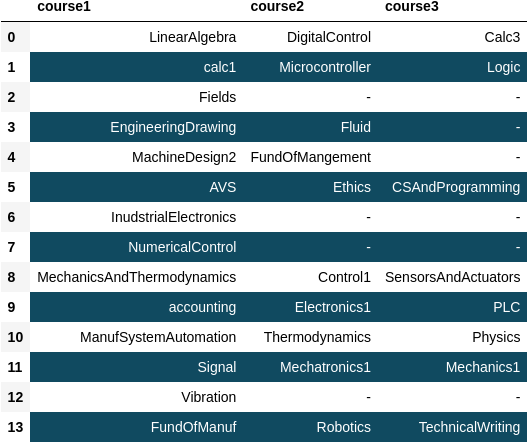 course1 course2 course3
0 LinearAlgebra DigitalControl Calc3
1 calc1 Microcontroller Logic
2 Fields - -
3 EngineeringDrawing Fluid -
4 MachineDesign2 FundOfMangement -
5 AVS Ethics CSAndProgramming
6 InudstrialElectronics - -
7 NumericalControl - -
8 MechanicsAndThermodynamics Control1 SensorsAndActuators
9 accounting Electronics1 PLC
10 ManufSystemAutomation Thermodynamics Physics
11 Signal Mechatronics1 Mechanics1
12 Vibration - -
13 FundOfManuf Robotics TechnicalWriting